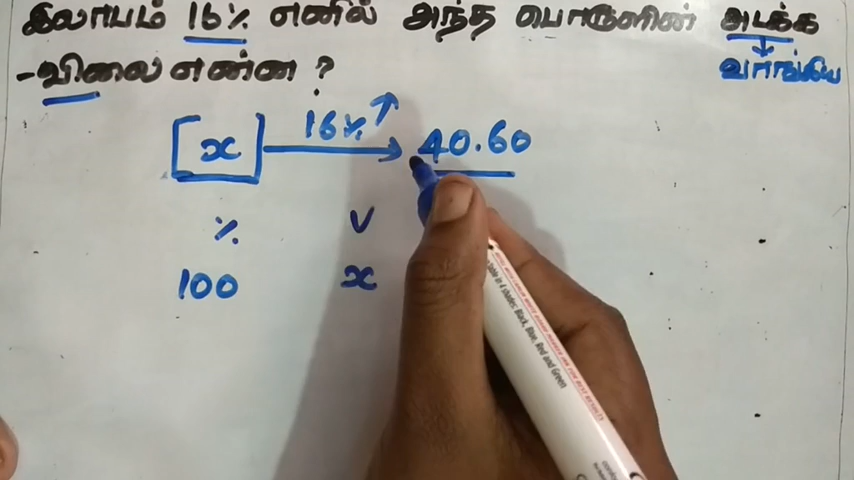 இலாபம் 16% எனில் அந்த பொருளின் அடக்க
-விலை என்ன ?
வாங்கிய
[x] 16% 40.60
% V
100 x